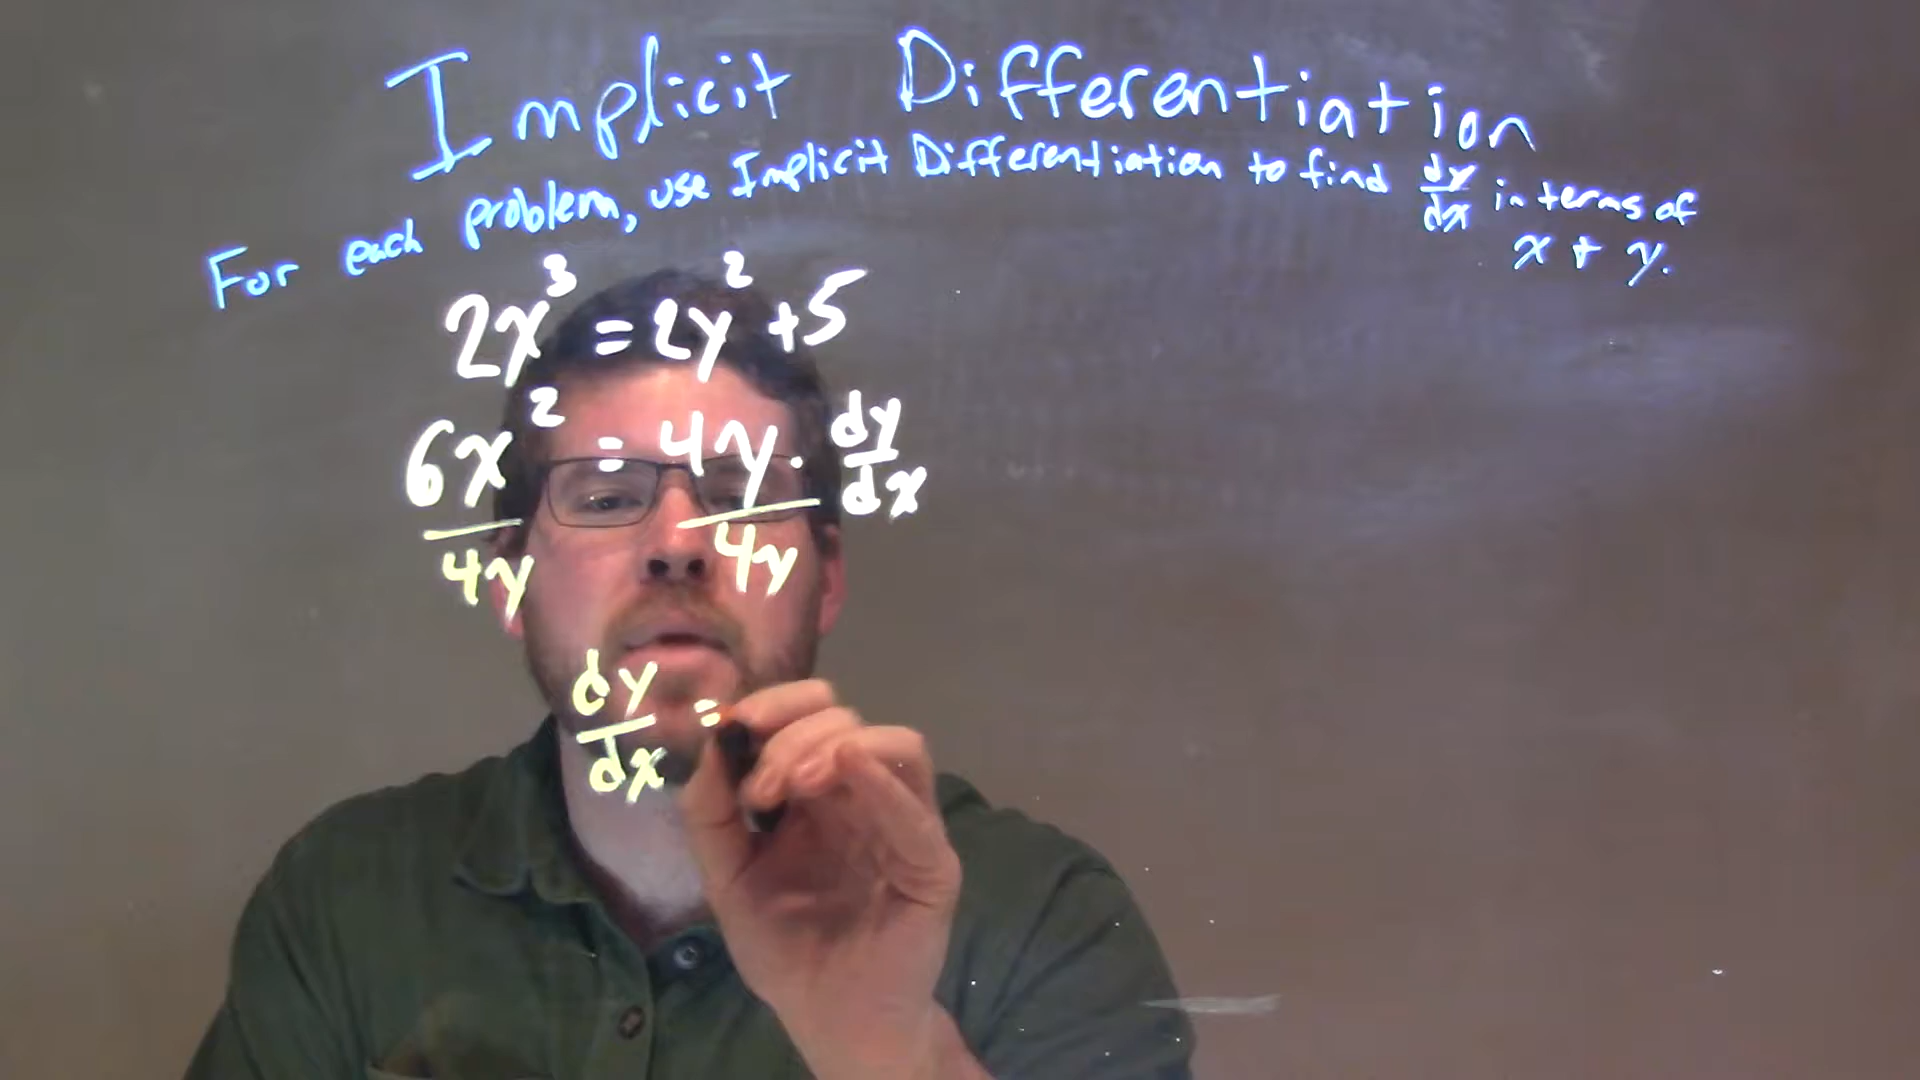 Implicit Differentiation
For each problem, use Implicit Differentiation to find dy/dx in terms of
x + y.
2x³ = 2y² + 5
6x² = 4y · dy/dx
4y 4y
dy/dx =